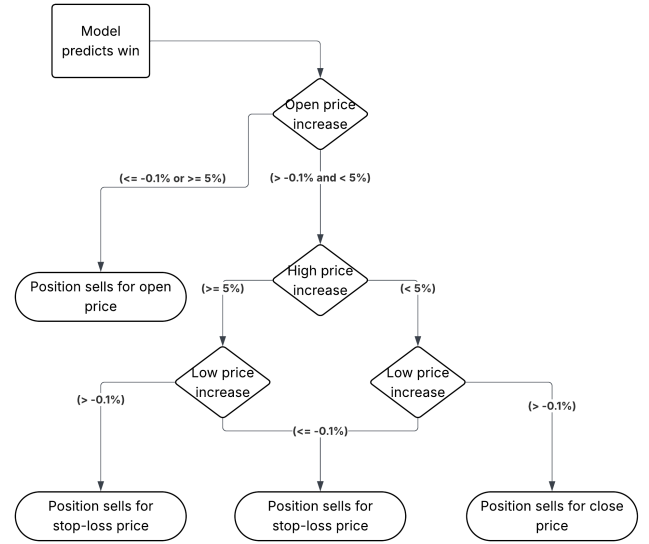 Model
predicts win
Open price
increase
(<= -0.1% or >= 5%)
(> -0.1% and < 5%)
Position sells for open
price
High price
increase
(>= 5%)
(< 5%)
Low price
increase
Low price
increase
(> -0.1%)
(<= -0.1%)
(> -0.1%)
Position sells for
stop-loss price
Position sells for
stop-loss price
Position sells for close
price